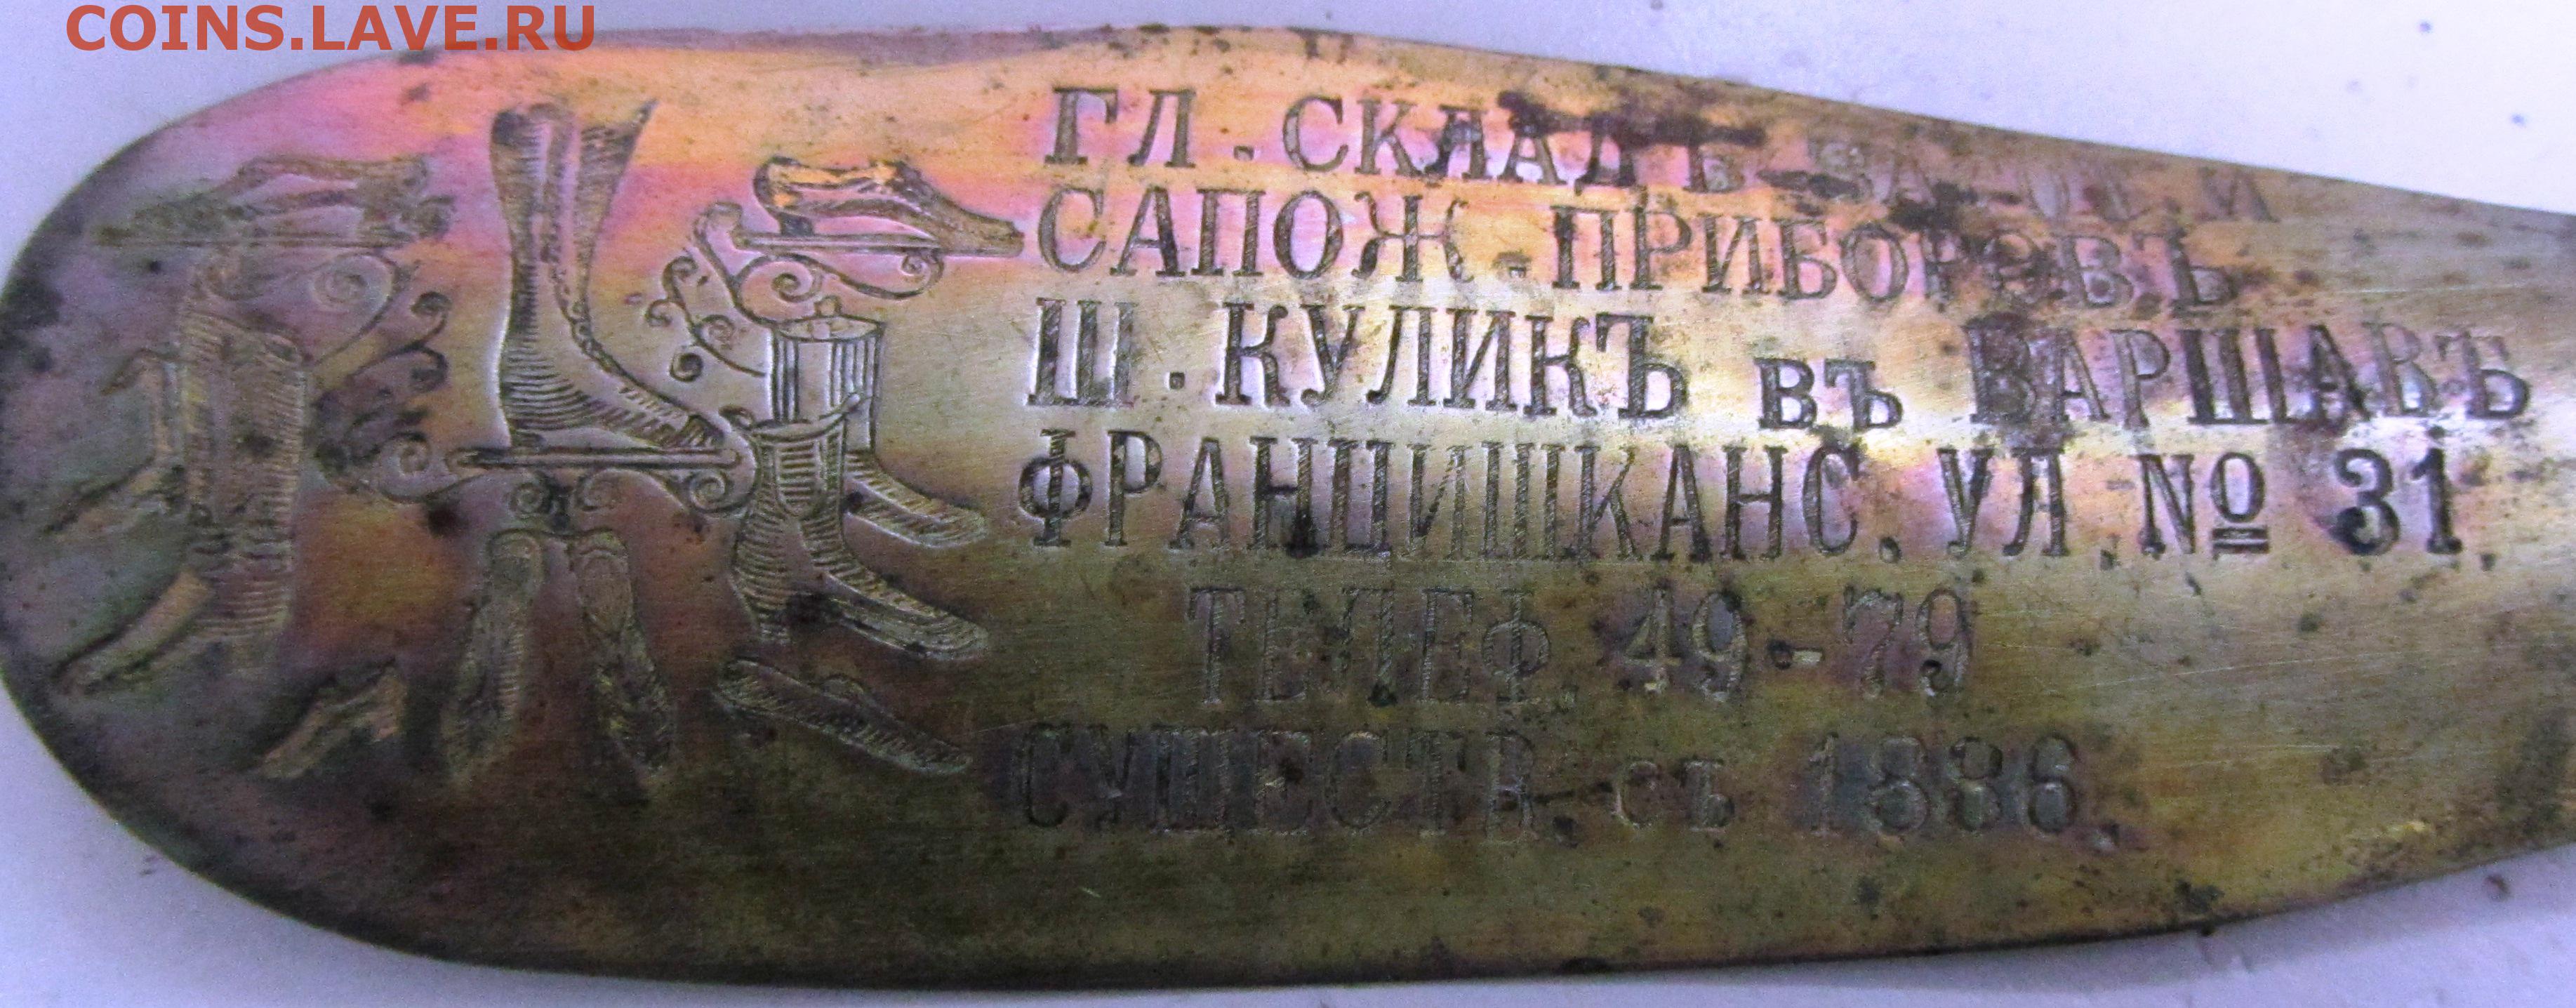 COINS.LAVE.RU
ГЛ. СКЛАДЪ
САПОЖ. ПРИБОРОВЪ
Ш. КУЛИКЪ въ ВАРШАВѢ
ФРАНЦИШКАНС. УЛ. № 31.
ТЕЛЕФ. 49-79
СУЩЕСТВ. съ 1886.